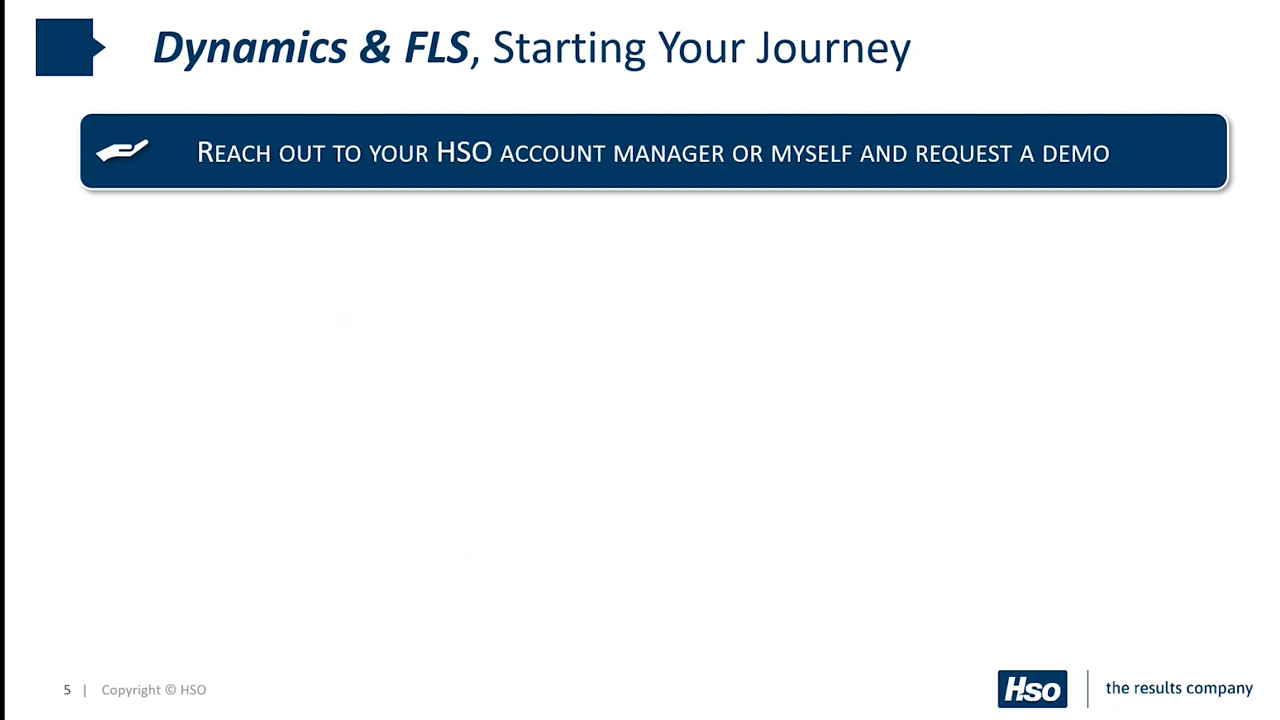 Dynamics & FLS, Starting Your Journey
REACH OUT TO YOUR HSO ACCOUNT MANAGER OR MYSELF AND REQUEST A DEMO
5 | Copyright © HSO
Hso | the results company